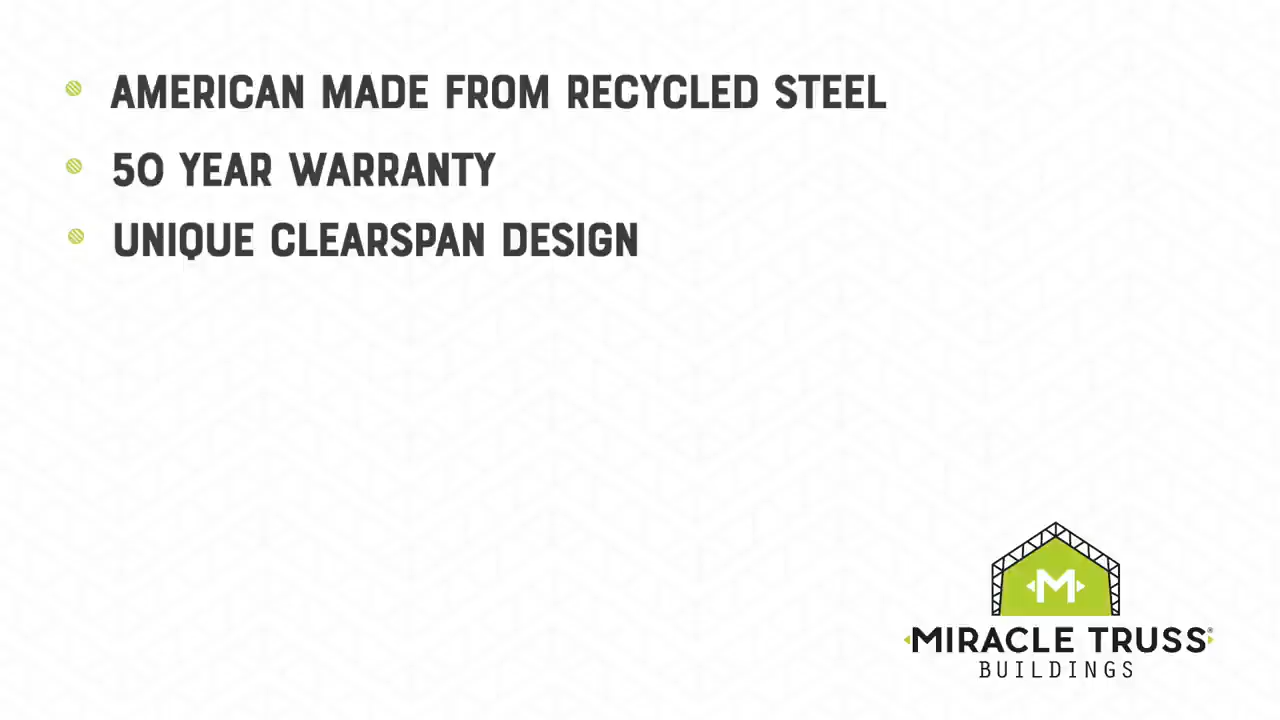 AMERICAN MADE FROM RECYCLED STEEL
50 YEAR WARRANTY
UNIQUE CLEARSPAN DESIGN
M
MIRACLE TRUSS®
BUILDINGS